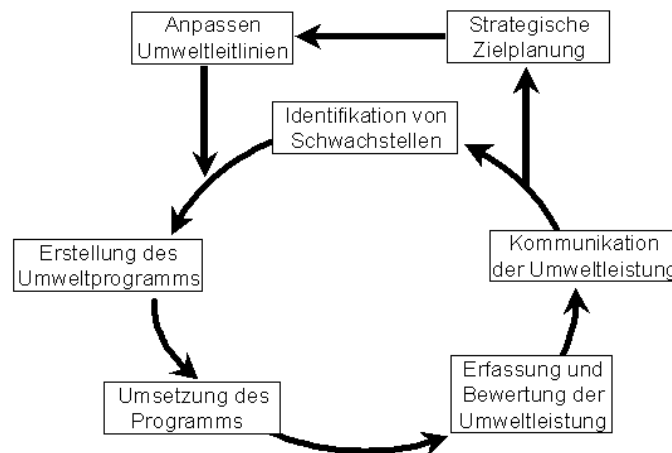 Anpassen
Umweltleitlinien
Strategische
Zielplanung
Identifikation von
Schwachstellen
Erstellung des
Umweltprogramms
Kommunikation
der Umweltleistung
Umsetzung des
Programms
Erfassung und
Bewertung der
Umweltleistung